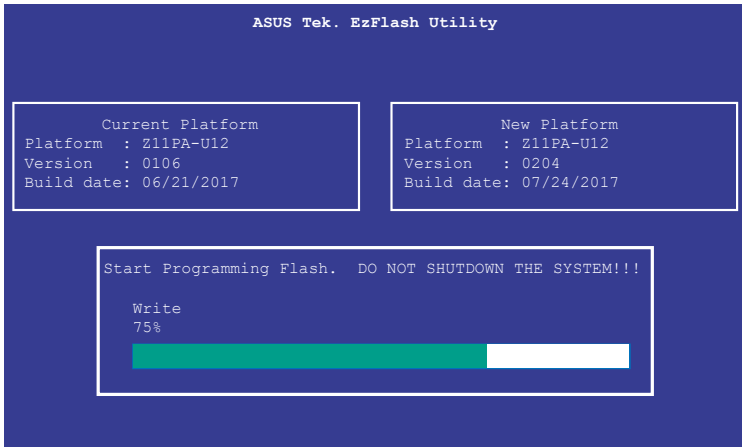 ASUS Tek. EzFlash Utility
Current Platform
Platform : Z11PA-U12
Version : 0106
Build date: 06/21/2017
New Platform
Platform : Z11PA-U12
Version : 0204
Build date: 07/24/2017
Start Programming Flash. DO NOT SHUTDOWN THE SYSTEM!!!
Write
75%